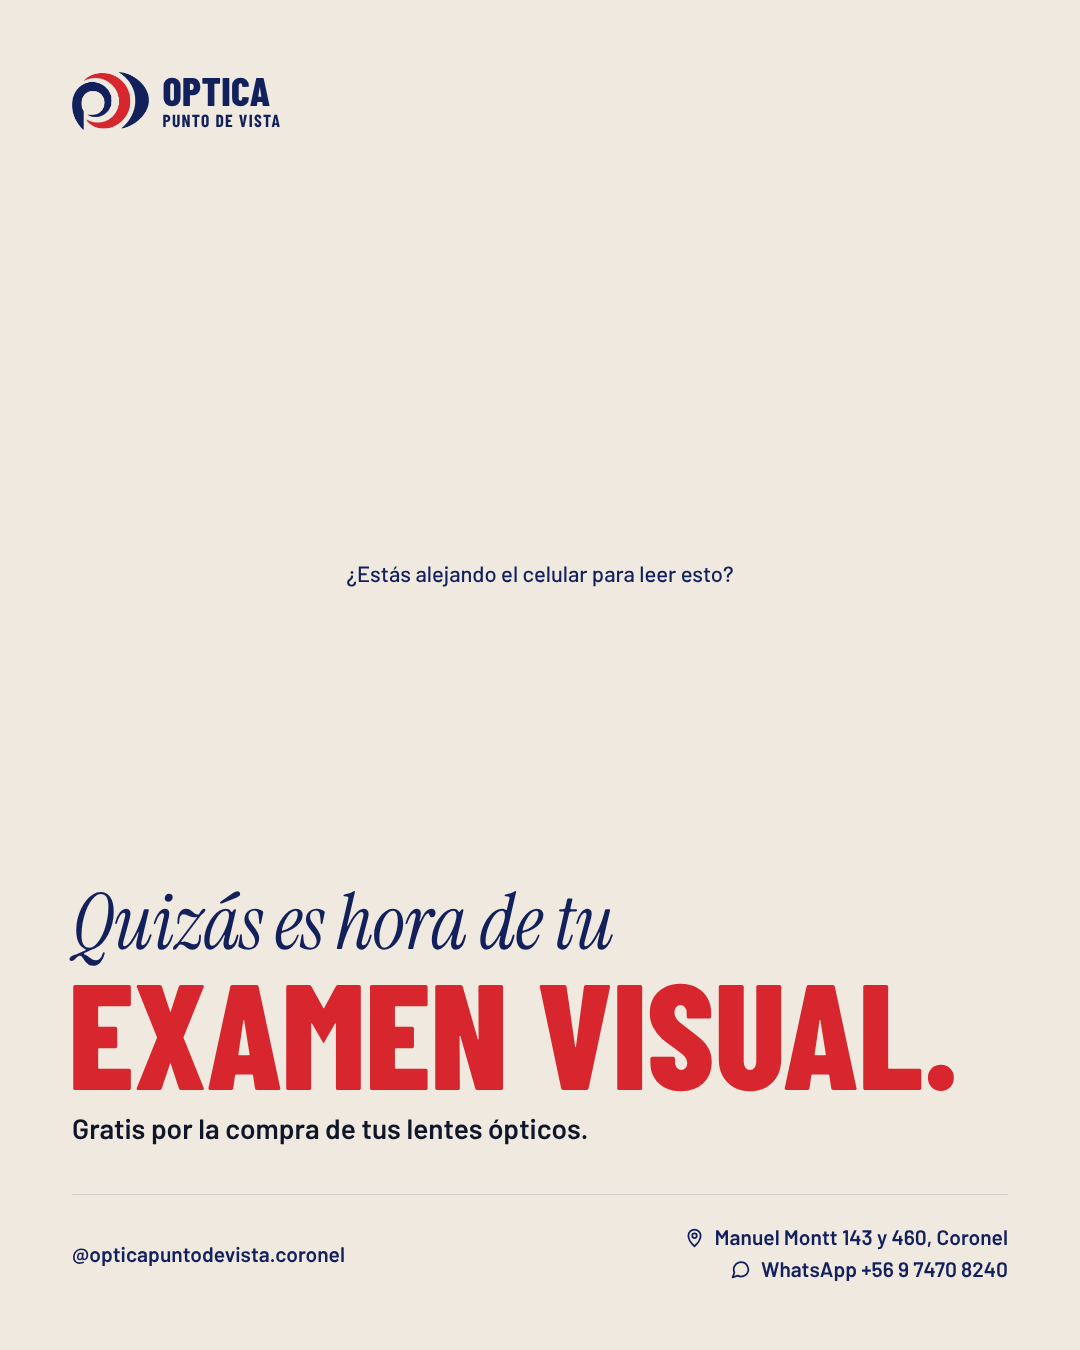 OPTICA
PUNTO DE VISTA
¿Estás alejando el celular para leer esto?
Quizás es hora de tu
EXAMEN VISUAL.
Gratis por la compra de tus lentes ópticos.
@opticapuntodevista.coronel
Manuel Montt 143 y 460, Coronel
WhatsApp +56 9 7470 8240